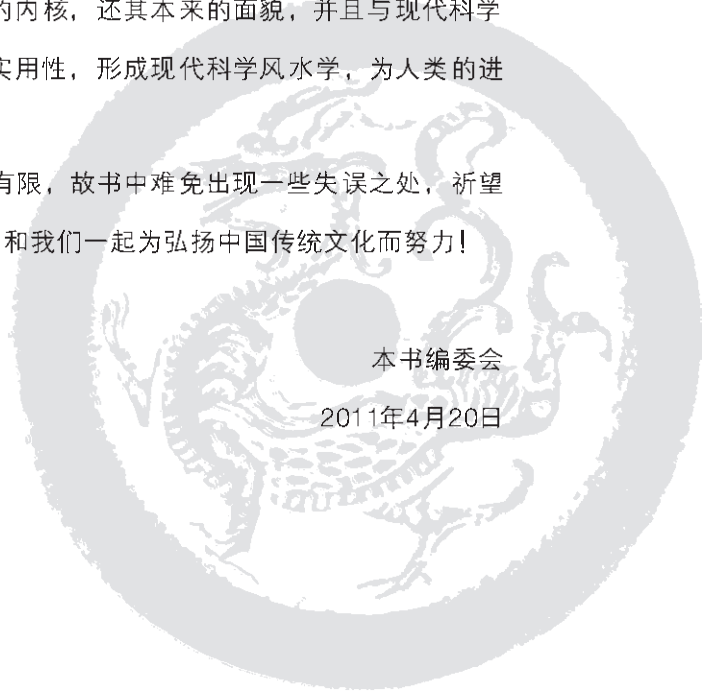 的内核，还其本来的面貌，并且与现代科学
实用性，形成现代科学风水学，为人类的进
有限，故书中难免出现一些失误之处，祈望
和我们一起为弘扬中国传统文化而努力！
本书编委会
2011年4月20日